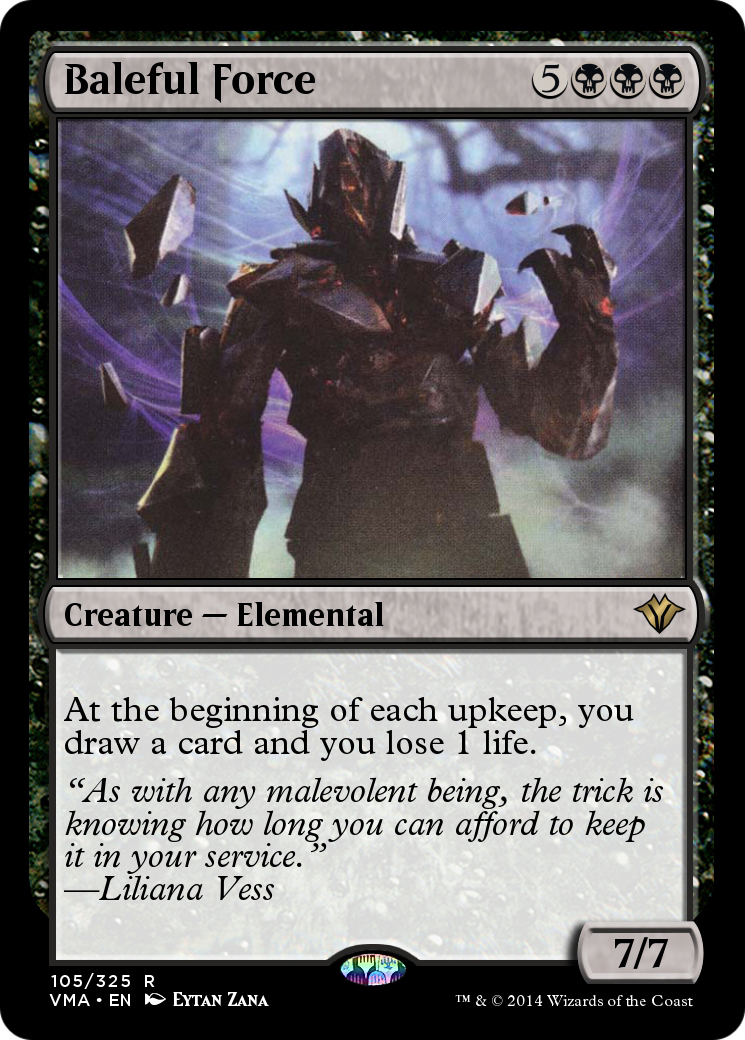 Baleful Force 5
Creature — Elemental
At the beginning of each upkeep, you
draw a card and you lose 1 life.
“As with any malevolent being, the trick is
knowing how long you can afford to keep
it in your service.”
—Liliana Vess
7/7
105/325 R
VMA • EN EYTAN ZANA
™ & © 2014 Wizards of the Coast